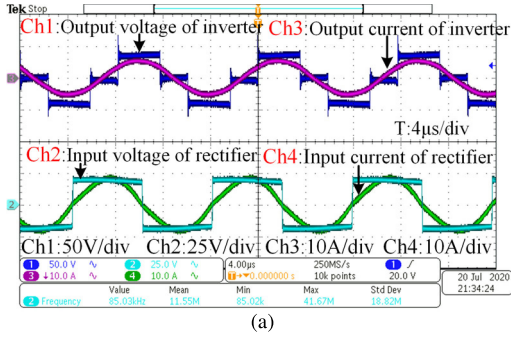 Tek Stop
Ch1:Output voltage of inverter Ch3:Output current of inverter
T:4μs/div
Ch2:Input voltage of rectifier Ch4:Input current of rectifier
2
Ch1:50V/div Ch2:25V/div Ch3:10A/div Ch4:10A/div
1 50.0 V 2 25.0 V 4.00μs 250MS/s 1
3 10.0 A 4 10.0 A 0.000000 s 10k points 20.0 V
Value Mean Min Max Std Dev
2 Frequency 85.03kHz 11.55M 85.02k 41.67M 18.82M
20 Jul 2020
21:34:24
(a)